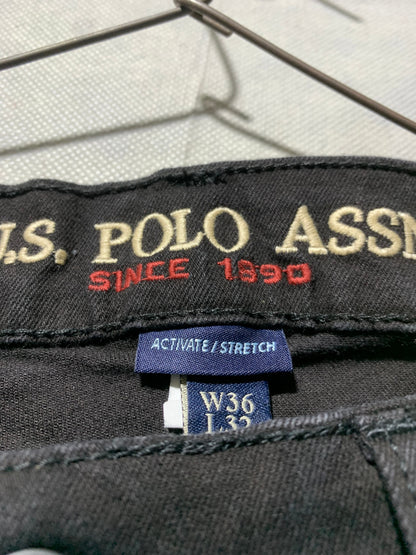 U.S. POLO ASSN
SINCE 1890
ACTIVATE/STRETCH
W36
L32